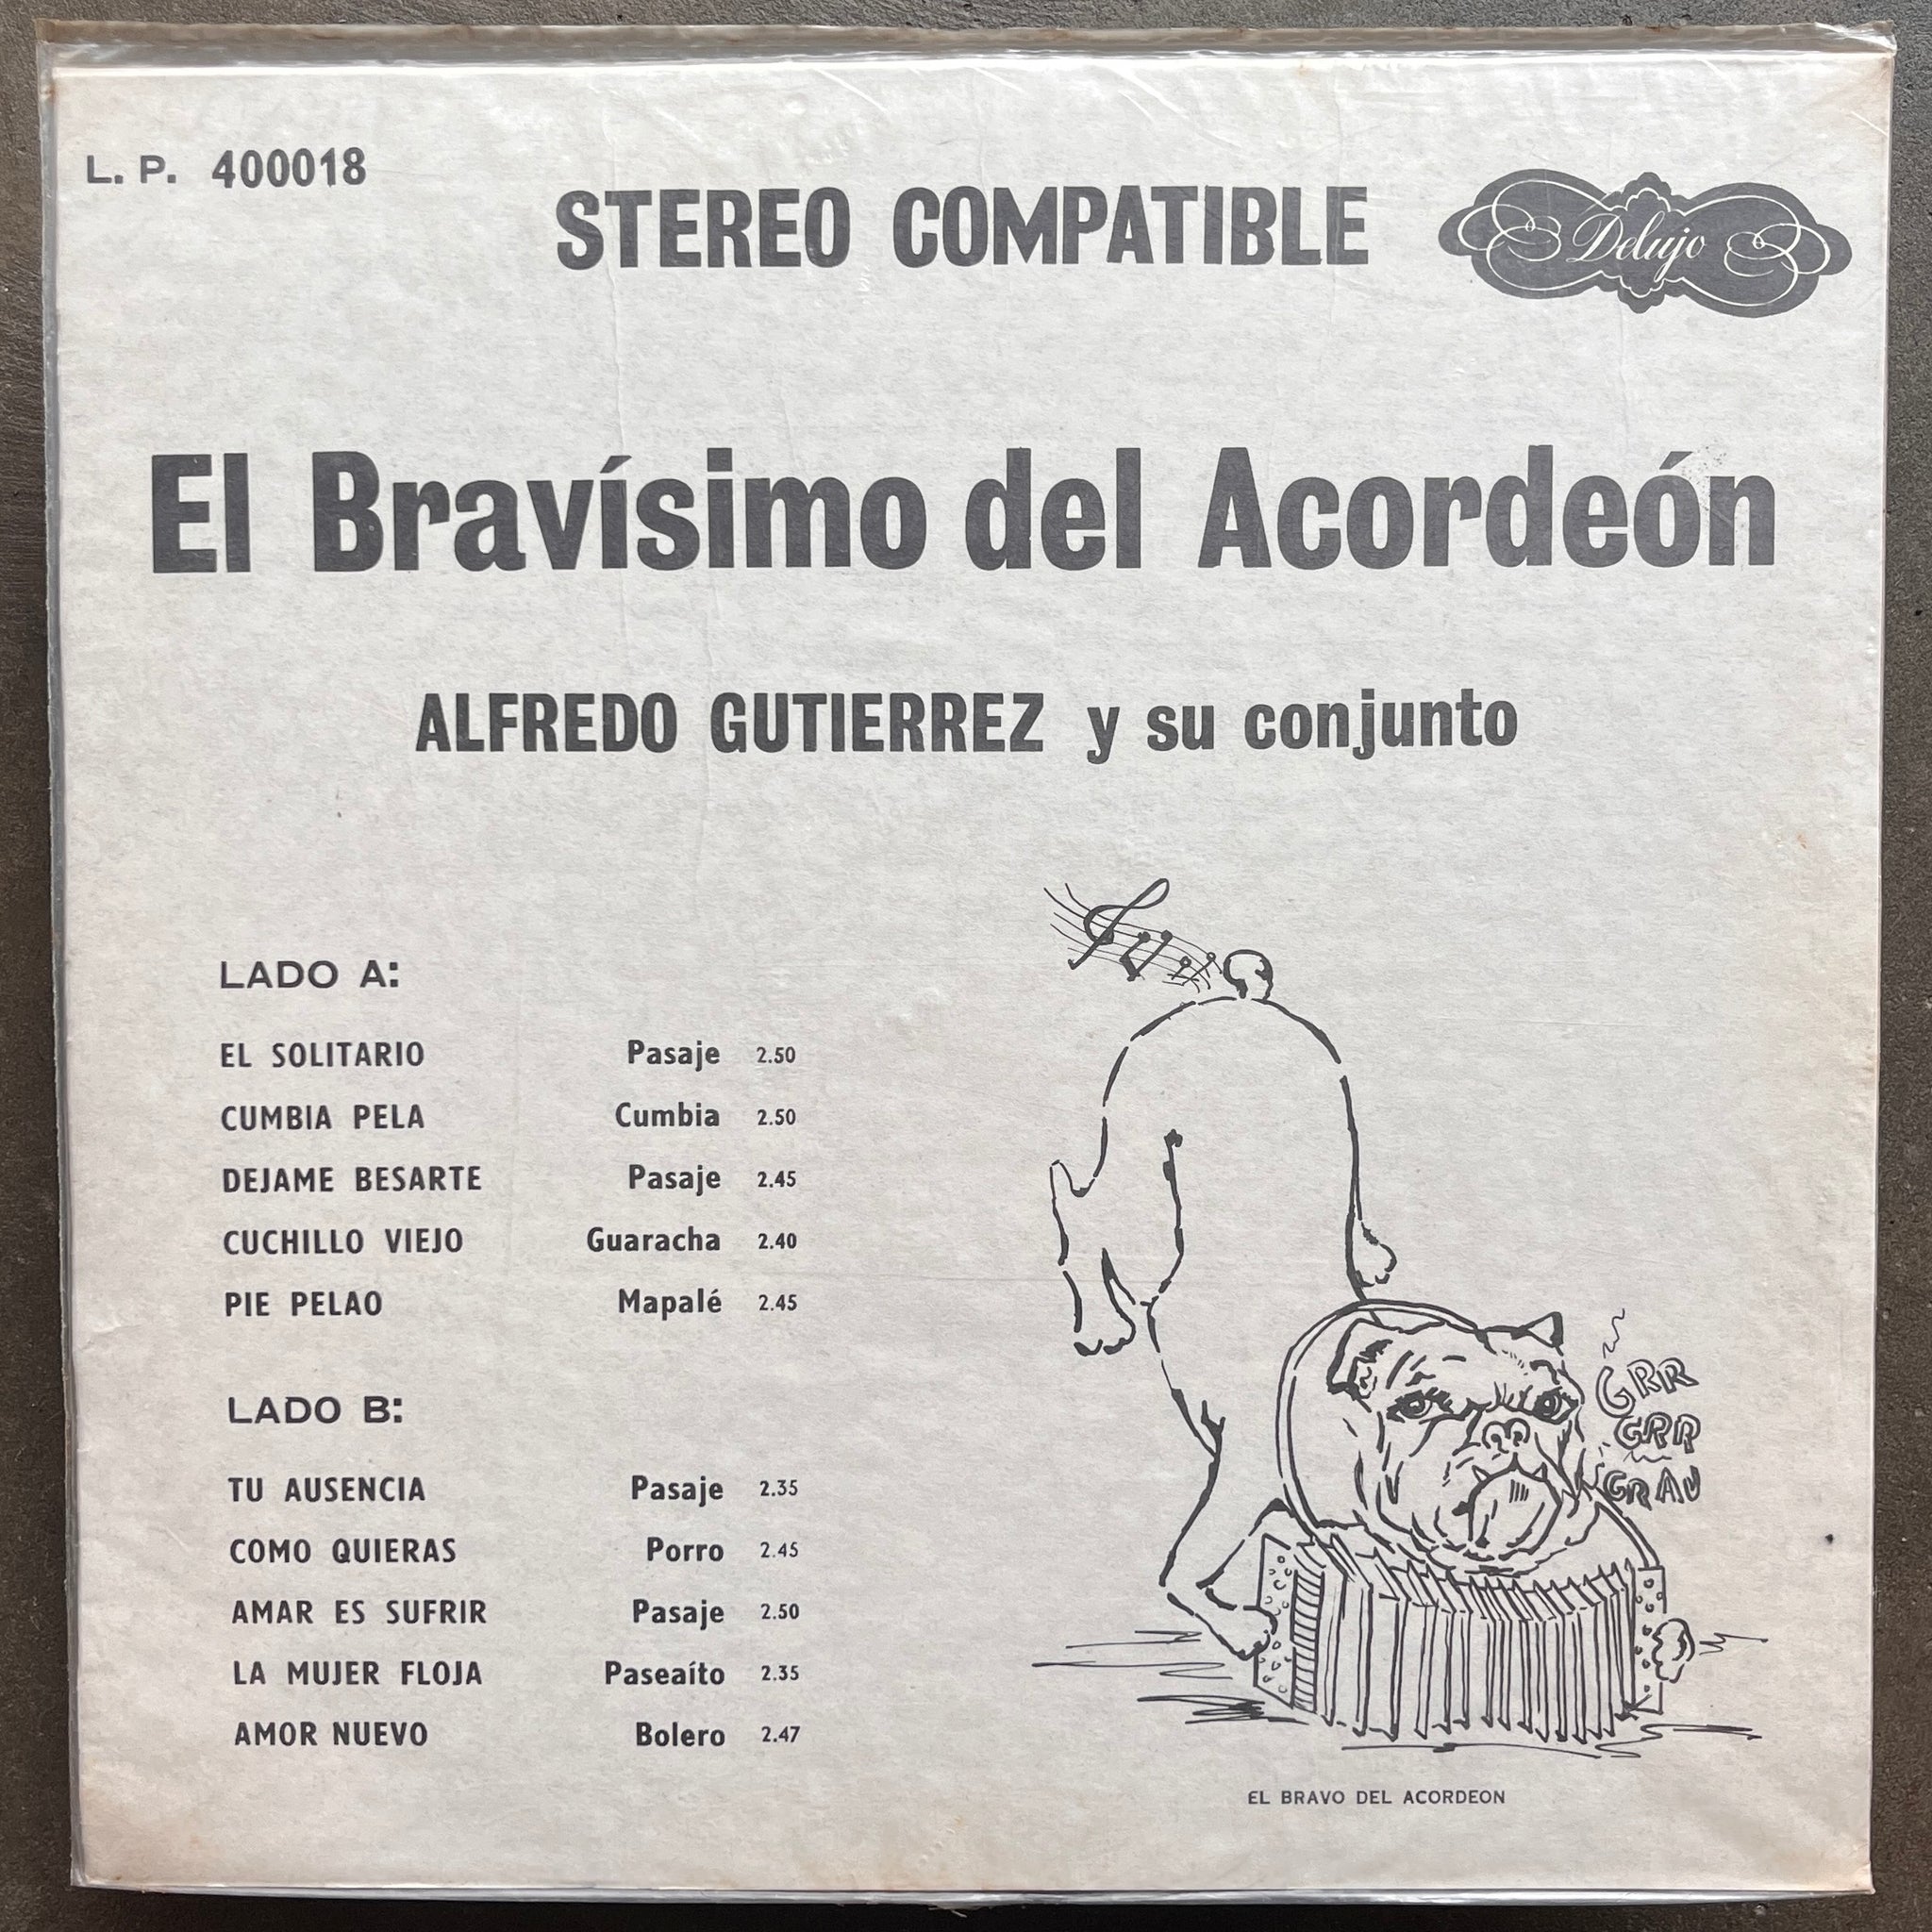 L. P. 400018
STEREO COMPATIBLE
Delujo
El Bravísimo del Acordeón
ALFREDO GUTIERREZ y su conjunto
LADO A:
EL SOLITARIO Pasaje 2.50
CUMBIA PELA Cumbia 2.50
DEJAME BESARTE Pasaje 2.45
CUCHILLO VIEJO Guaracha 2.40
PIE PELAO Mapalé 2.45
LADO B:
TU AUSENCIA Pasaje 2.35
COMO QUIERAS Porro 2.45
AMAR ES SUFRIR Pasaje 2.50
LA MUJER FLOJA Paseaíto 2.35
AMOR NUEVO Bolero 2.47
GRR
GRR
GRAU
EL BRAVO DEL ACORDEON